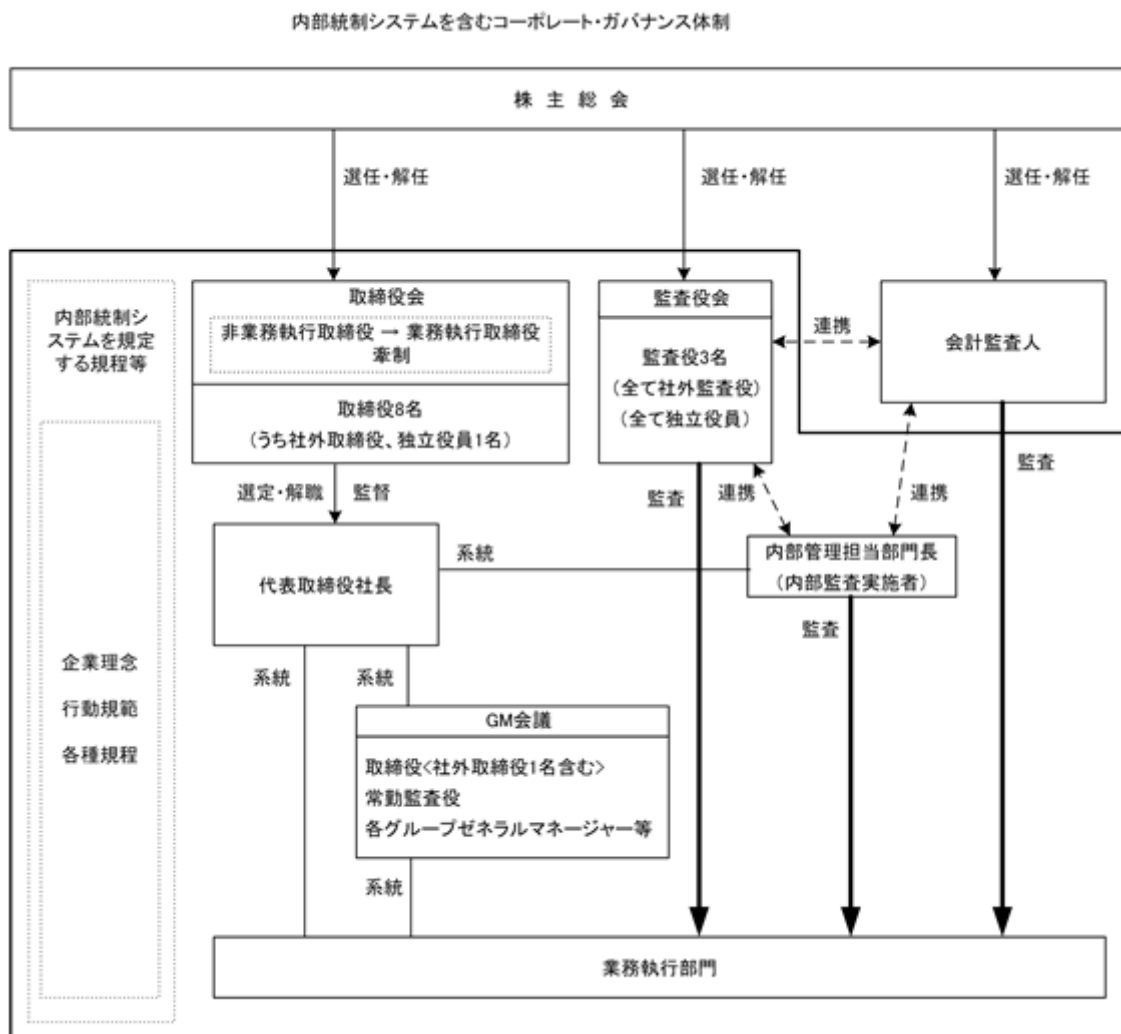 内部統制システムを含むコーポレート・ガバナンス体制
株 主 総 会
選任・解任
選任・解任
選任・解任
内部統制シ
ステムを規定
する規程等
企業理念
行動規範
各種規程
取締役会
非業務執行取締役 → 業務執行取締役
牽制
取締役8名
(うち社外取締役、独立役員1名)
監査役会
監査役3名
(全て社外監査役)
(全て独立役員)
連携
会計監査人
選定・解職
監督
監査
連携
連携
監査
代表取締役社長
系統
内部管理担当部門長
(内部監査実施者)
監査
系統
系統
GM会議
取締役<社外取締役1名含む>
常勤監査役
各グループゼネラルマネージャー等
系統
業務執行部門